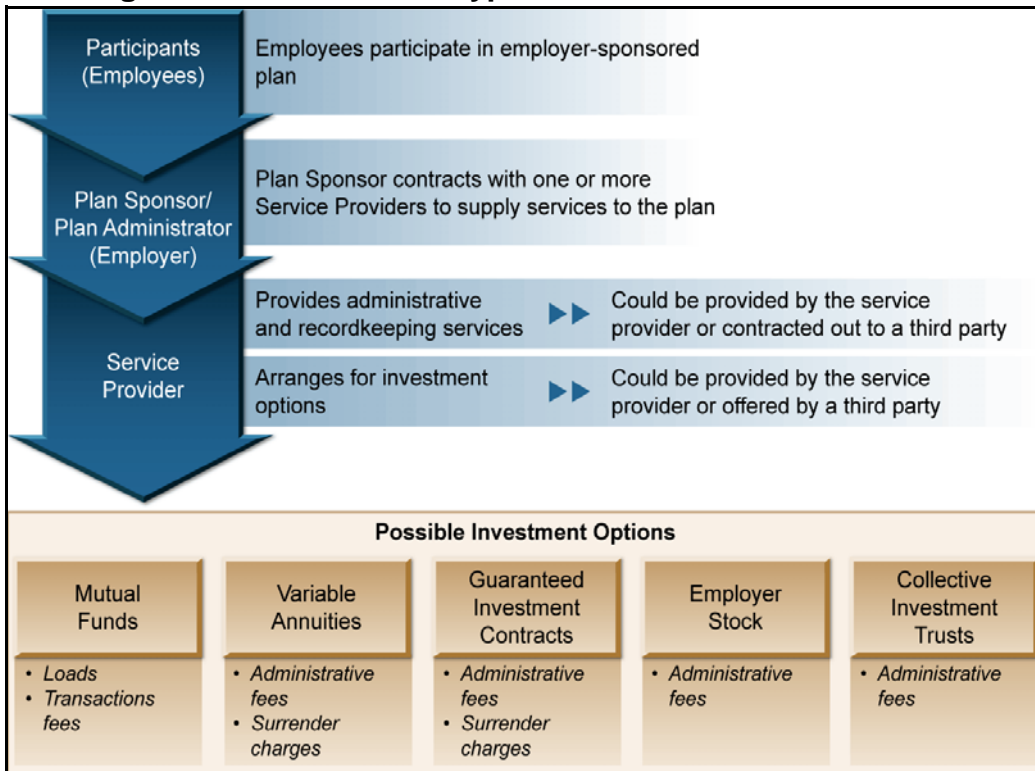 Participants
(Employees)
Employees participate in employer-sponsored
plan
Plan Sponsor/
Plan Administrator
(Employer)
Plan Sponsor contracts with one or more
Service Providers to supply services to the plan
Service
Provider
Provides administrative
and recordkeeping services
Could be provided by the service
provider or contracted out to a third party
Arranges for investment
options
Could be provided by the service
provider or offered by a third party
Possible Investment Options
Mutual
Funds
• Loads
• Transactions
fees
Variable
Annuities
• Administrative
fees
• Surrender
charges
Guaranteed
Investment
Contracts
• Administrative
fees
• Surrender
charges
Employer
Stock
• Administrative
fees
Collective
Investment
Trusts
• Administrative
fees